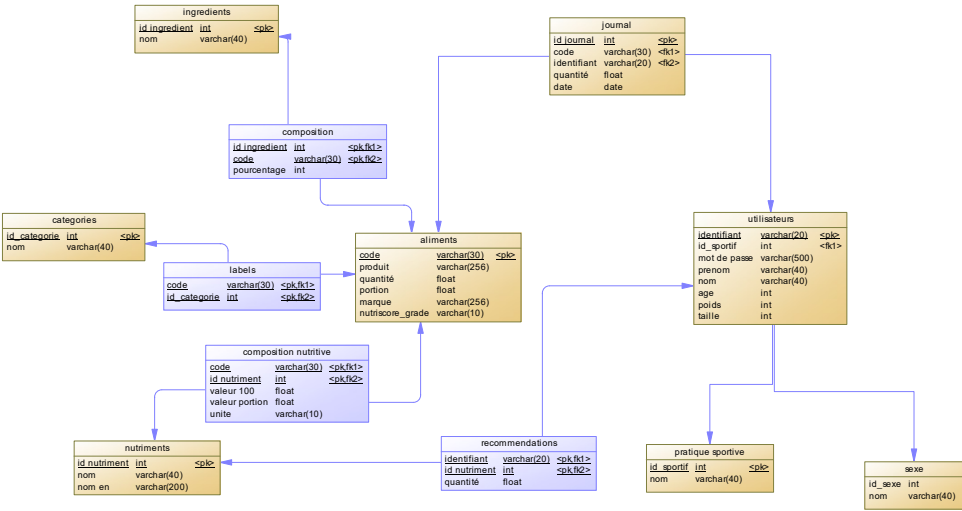 ingredients
id ingredient int <pk>
nom varchar(40)
journal
id journal int <pk>
code varchar(30) <fk1>
identifiant varchar(20) <fk2>
quantité float
date date
composition
id ingredient int <pk,fk1>
code varchar(30) <pk,fk2>
pourcentage int
categories
id_categorie int <pk>
nom varchar(40)
labels
code varchar(30) <pk,fk1>
id_categorie int <pk,fk2>
aliments
code varchar(30) <pk>
produit varchar(256)
quantité float
portion float
marque varchar(256)
nutriscore_grade varchar(10)
utilisateurs
identifiant varchar(20) <pk>
id_sportif int <fk1>
mot de passe varchar(500)
prenom varchar(40)
nom varchar(40)
age int
poids int
taille int
composition nutritive
code varchar(30) <pk,fk1>
id nutriment int <pk,fk2>
valeur 100 float
valeur portion float
unite varchar(10)
nutriments
id nutriment int <pk>
nom varchar(40)
nom en varchar(200)
recommendations
identifiant varchar(20) <pk,fk1>
id nutriment int <pk,fk2>
quantité float
pratique sportive
id_sportif int <pk>
nom varchar(40)
sexe
id_sexe int
nom varchar(40)